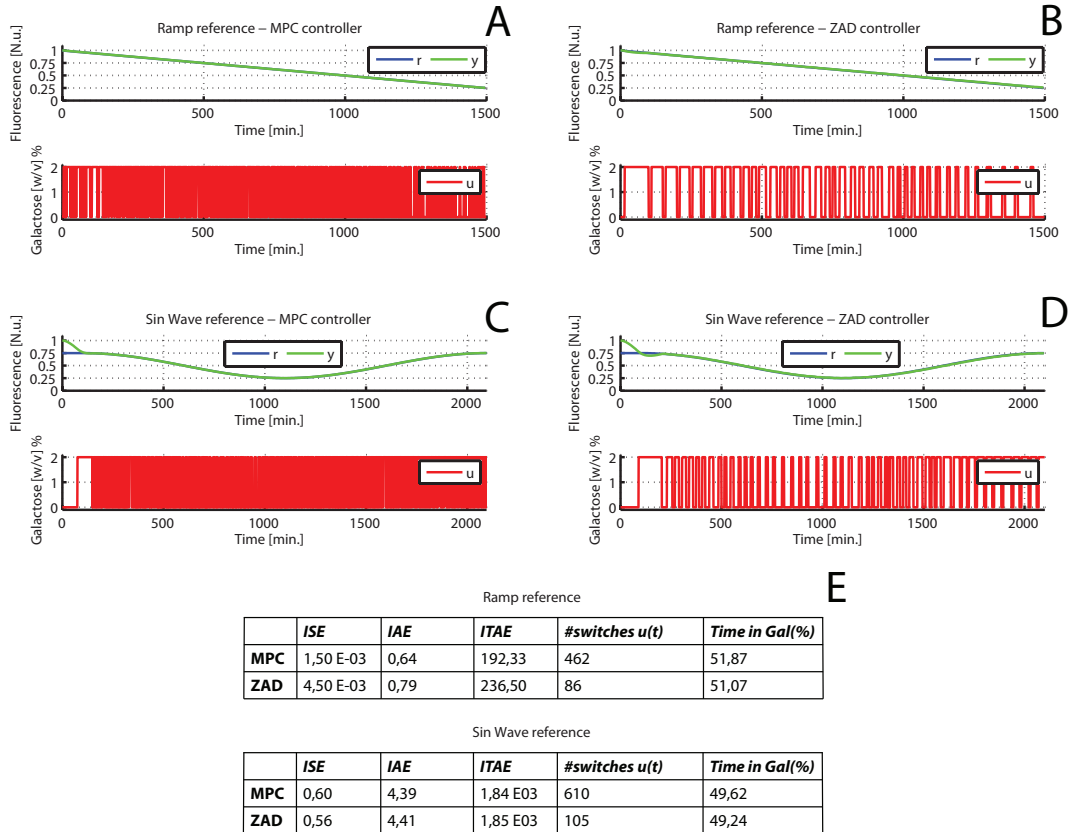 A
Ramp reference – MPC controller
Fluorescence [N.u.]
1
0.75
0.5
0.25
0
r y
0 500 1000 1500
Time [min.]
Galactose [w/v] %
2
1
0
u
0 500 1000 1500
Time [min.]
B
Ramp reference – ZAD controller
Fluorescence [N.u.]
1
0.75
0.5
0.25
0
r y
0 500 1000 1500
Time [min.]
Galactose [w/v] %
2
1
0
u
0 500 1000 1500
Time [min.]
C
Sin Wave reference – MPC controller
Fluorescence [N.u.]
1
0.75
0.5
0.25
0
r y
0 500 1000 1500 2000
Time [min.]
Galactose [w/v] %
2
1
0
u
0 500 1000 1500 2000
Time [min.]
D
Sin Wave reference – ZAD controller
Fluorescence [N.u.]
1
0.75
0.5
0.25
0
r y
0 500 1000 1500 2000
Time [min.]
Galactose [w/v] %
2
1
0
u
0 500 1000 1500 2000
Time [min.]
E
Ramp reference
ISE IAE ITAE #switches u(t) Time in Gal(%)
MPC 1,50 E-03 0,64 192,33 462 51,87
ZAD 4,50 E-03 0,79 236,50 86 51,07
Sin Wave reference
ISE IAE ITAE #switches u(t) Time in Gal(%)
MPC 0,60 4,39 1,84 E03 610 49,62
ZAD 0,56 4,41 1,85 E03 105 49,24